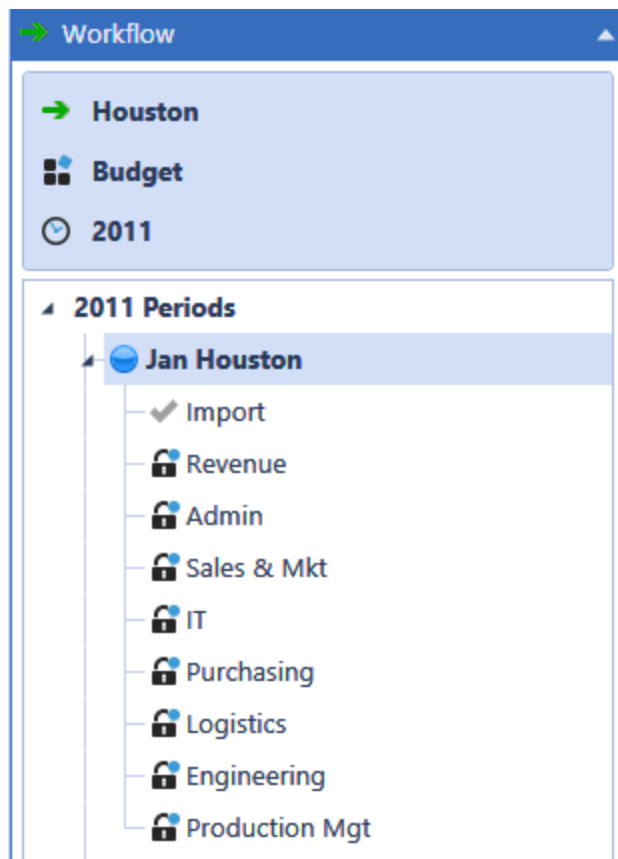 Workflow
Houston
Budget
2011
2011 Periods
Jan Houston
Import
Revenue
Admin
Sales & Mkt
IT
Purchasing
Logistics
Engineering
Production Mgt